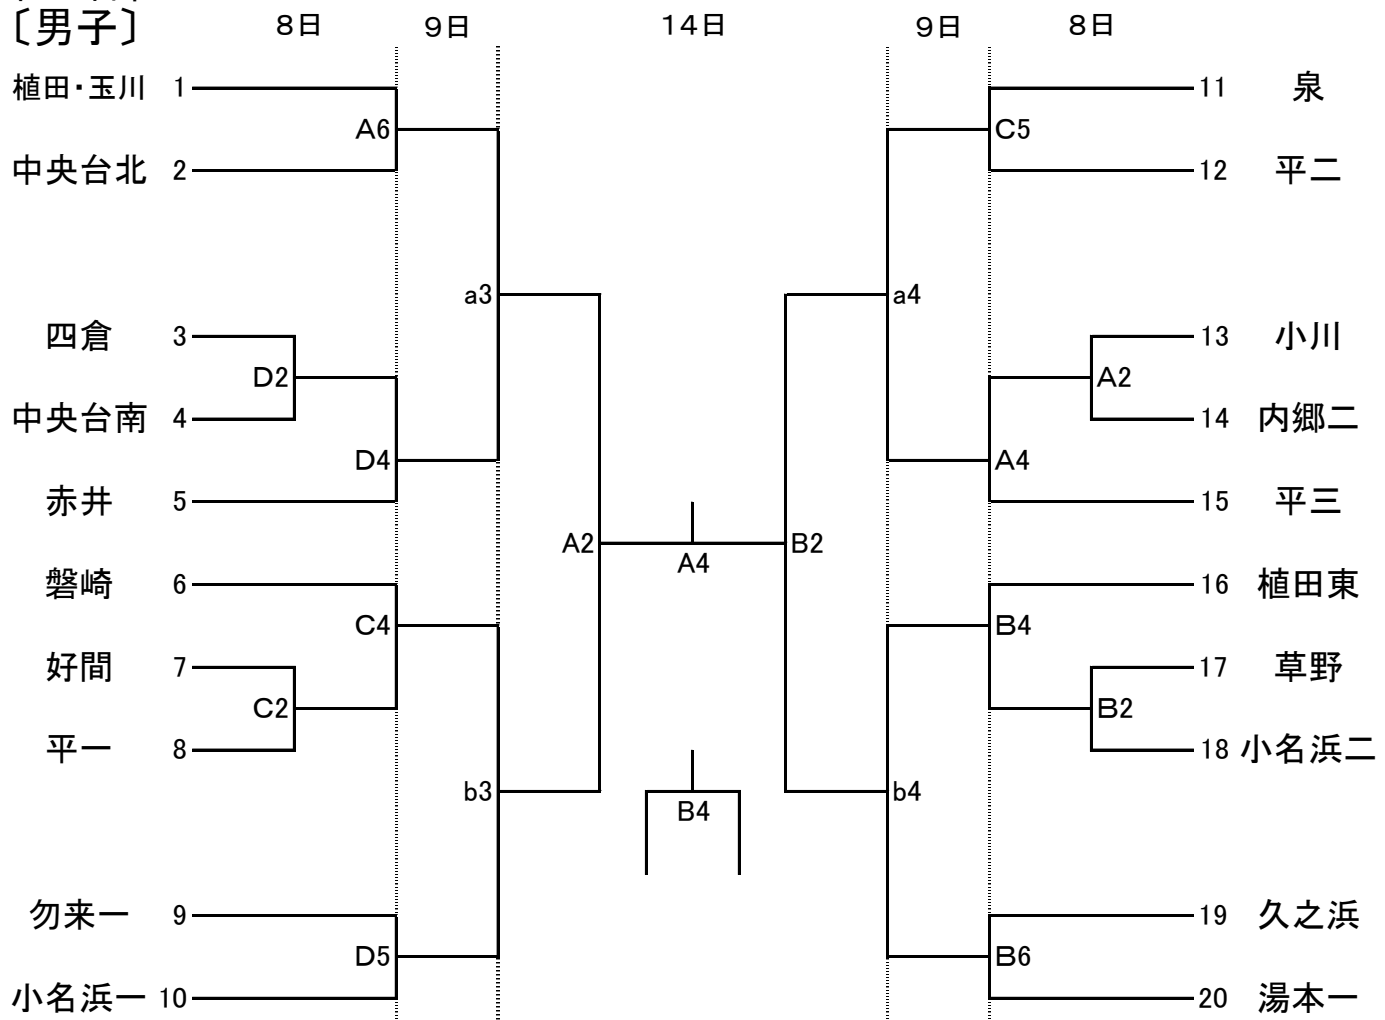 〔男子〕
8日 9日 14日 9日 8日
植田・玉川 1 11 泉
A6 C5
中央台北 2 12 平二
a3 a4
四倉 3 13 小川
D2 A2
中央台南 4 14 内郷二
D4 A4
赤井 5 15 平三
A2 A4 B2
磐崎 6 16 植田東
C4 B4
好間 7 17 草野
C2 B2
平一 8 18 小名浜二
b3 B4 b4
勿来一 9 19 久之浜
D5 B6
小名浜一 10 20 湯本一